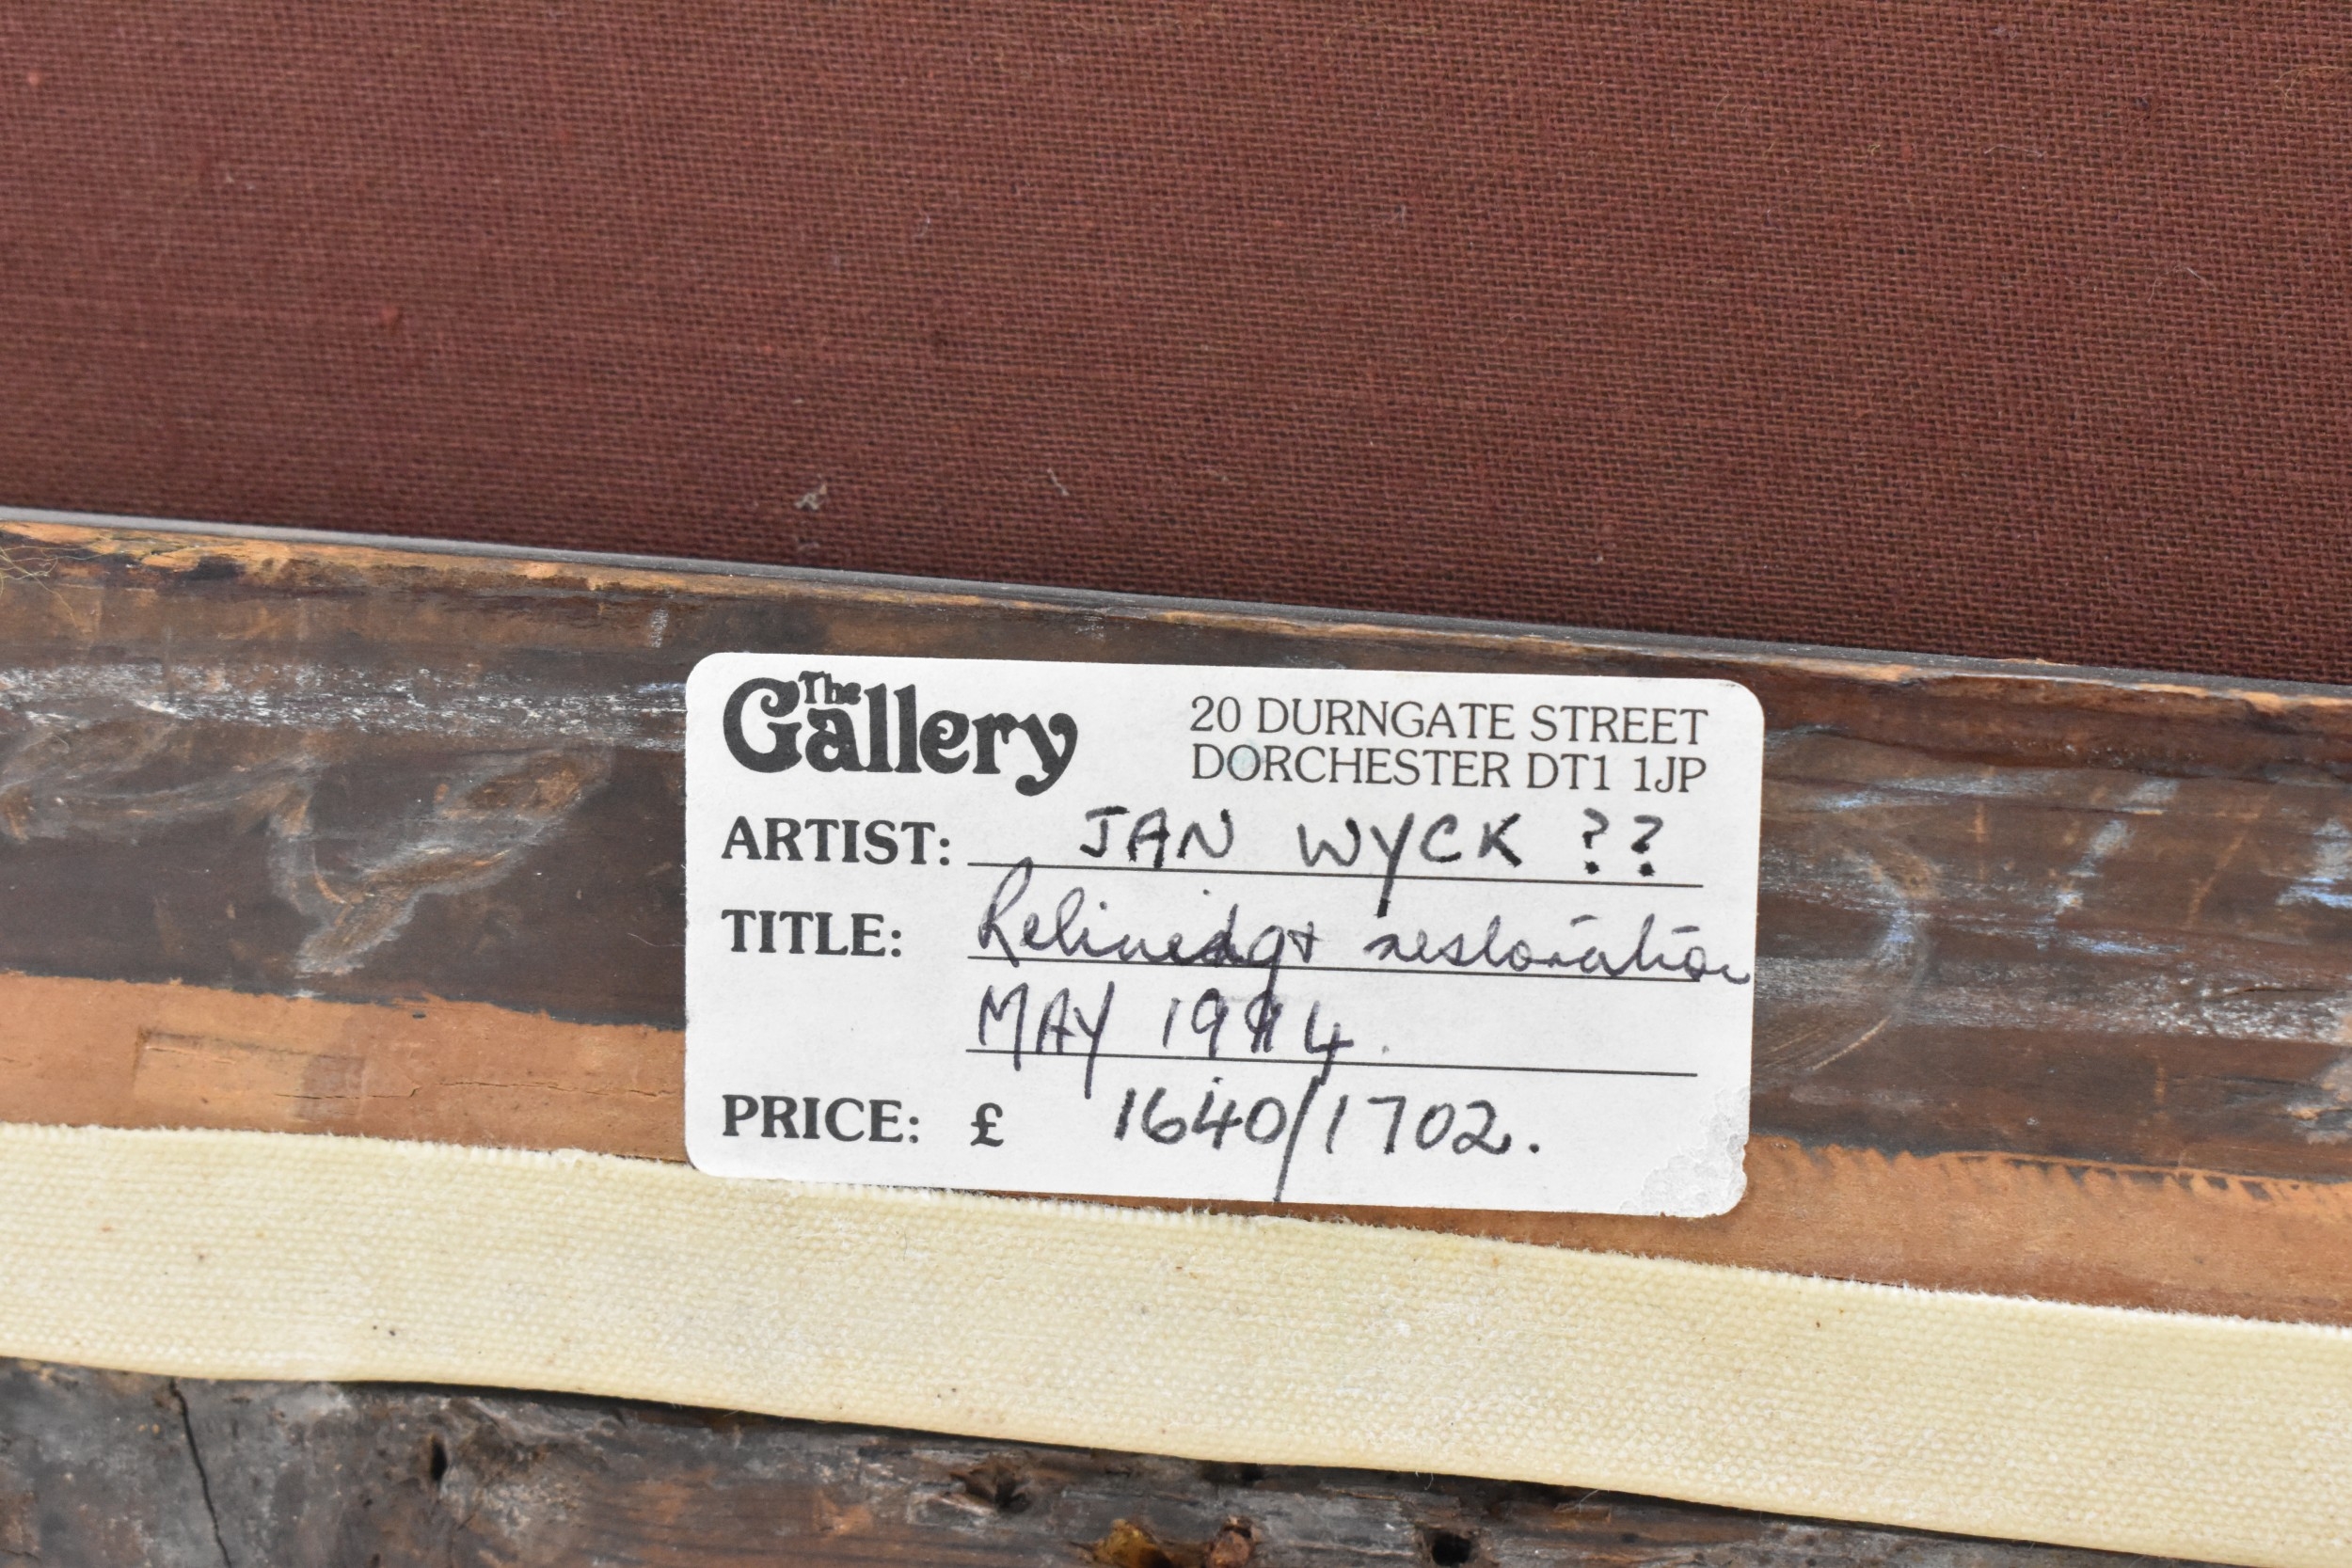 The Gallery
20 DURNGATE STREET
DORCHESTER DT1 1JP
ARTIST: JAN WYCK ??
TITLE: Relined & restoration
MAY 1994.
PRICE: £ 1640/1702.